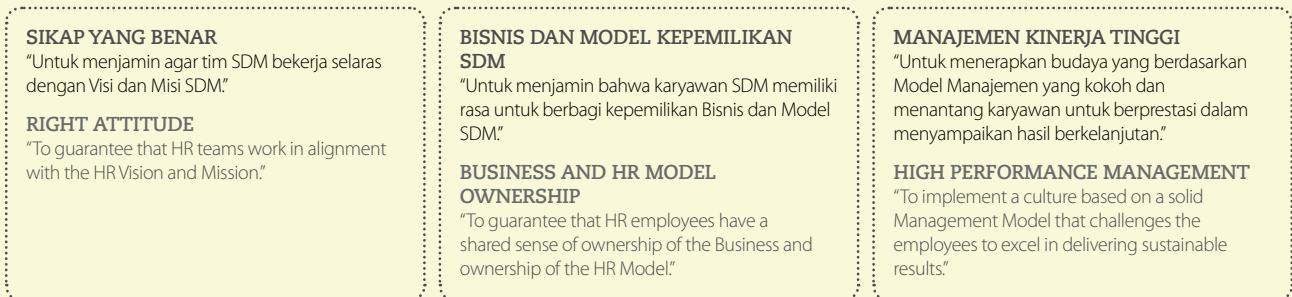 SIKAP YANG BENAR
“Untuk menjamin agar tim SDM bekerja selaras
dengan Visi dan Misi SDM.”
RIGHT ATTITUDE
“To guarantee that HR teams work in alignment
with the HR Vision and Mission.”
BISNIS DAN MODEL KEPEMILIKAN
SDM
“Untuk menjamin bahwa karyawan SDM memiliki
rasa untuk berbagi kepemilikan Bisnis dan Model
SDM.”
BUSINESS AND HR MODEL
OWNERSHIP
“To guarantee that HR employees have a
shared sense of ownership of the Business and
ownership of the HR Model.”
MANAJEMEN KINERJA TINGGI
“Untuk menerapkan budaya yang berdasarkan
Model Manajemen yang kokoh dan
menantang karyawan untuk berprestasi dalam
menyampaikan hasil berkelanjutan.”
HIGH PERFORMANCE MANAGEMENT
“To implement a culture based on a solid
Management Model that challenges the
employees to excel in delivering sustainable
results.”